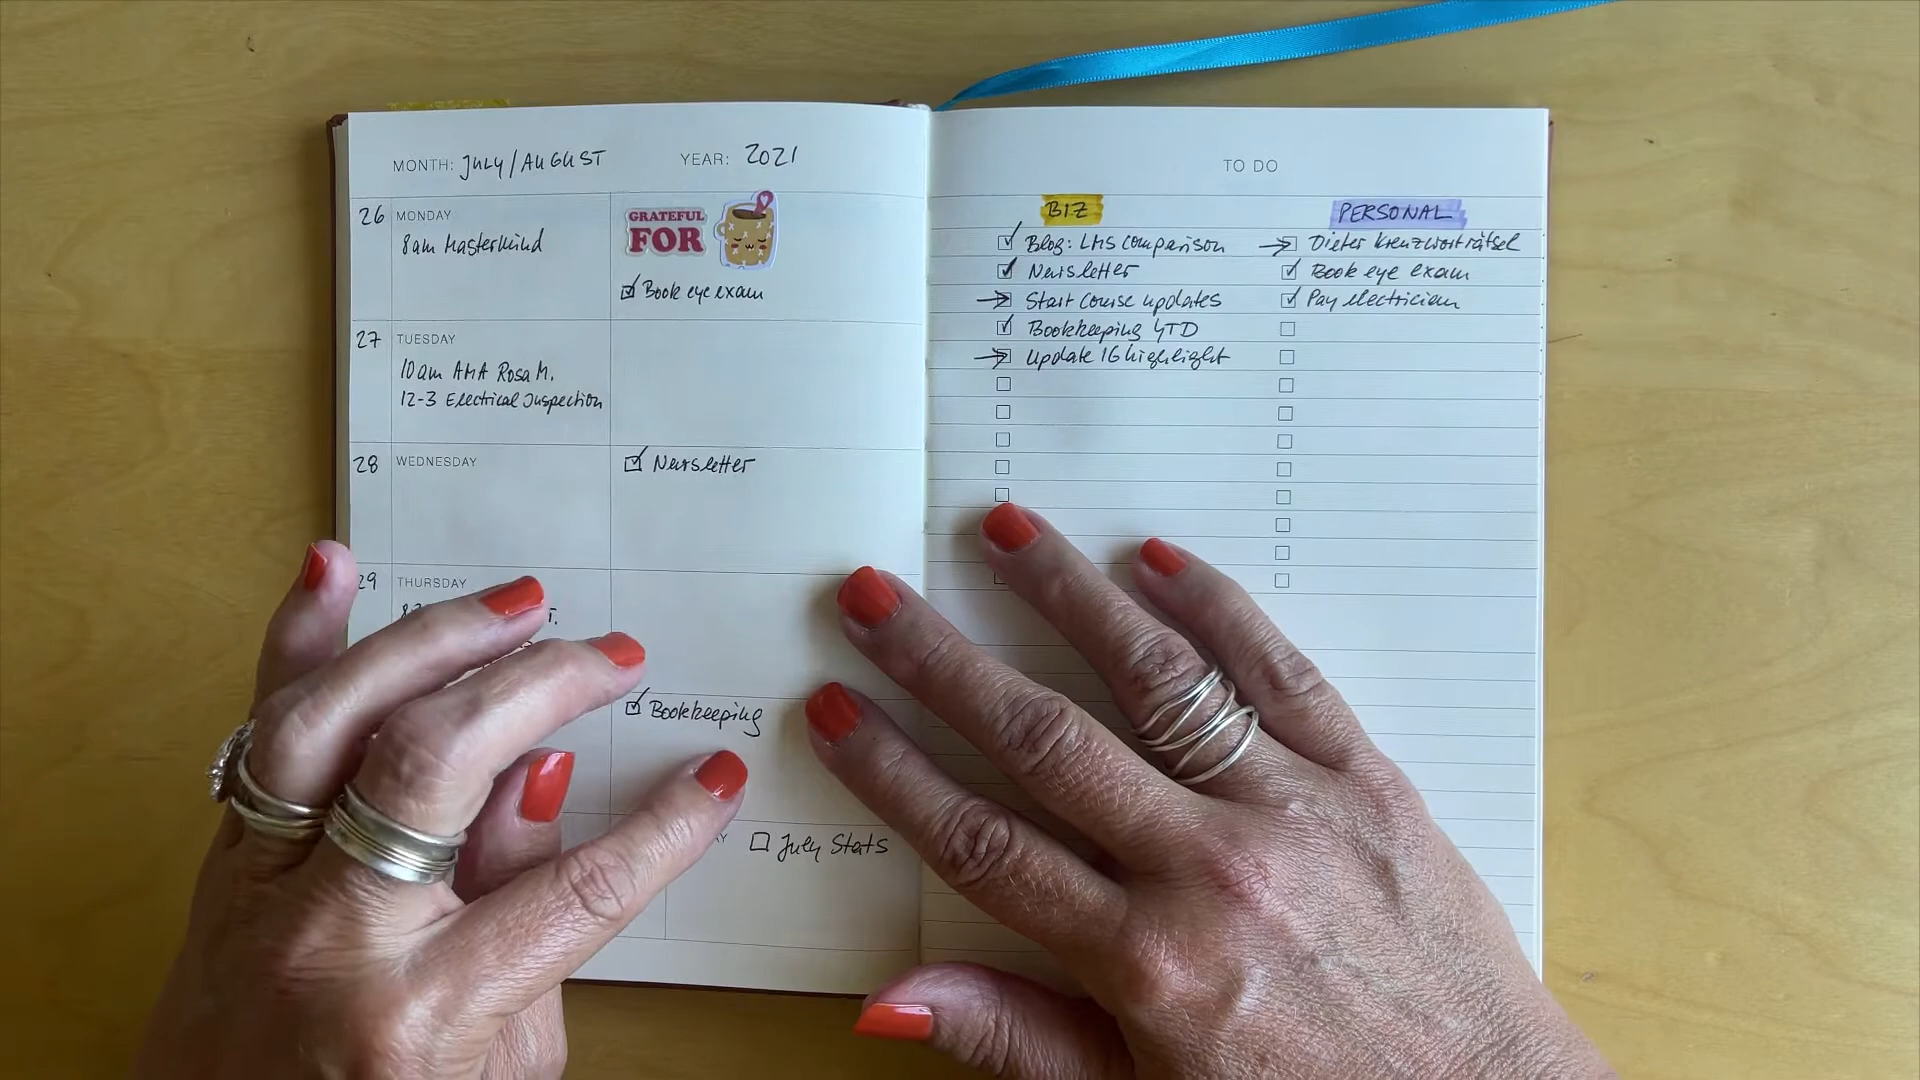 MONTH: JULY/AUGUST YEAR: 2021
26 MONDAY
8am Mastermind
GRATEFUL
FOR
Book eye exam
27 TUESDAY
10am AMA Rosa M.
12-3 Electrical Inspection
28 WEDNESDAY
Newsletter
29 THURSDAY
Bookkeeping
July Stats
TO DO
BIZ
Blog: LMS comparison
Newsletter
Start course updates
Bookkeeping YTD
Update IG highlight
PERSONAL
Dieter Kreuzworträtsel
Book eye exam
Pay electrician